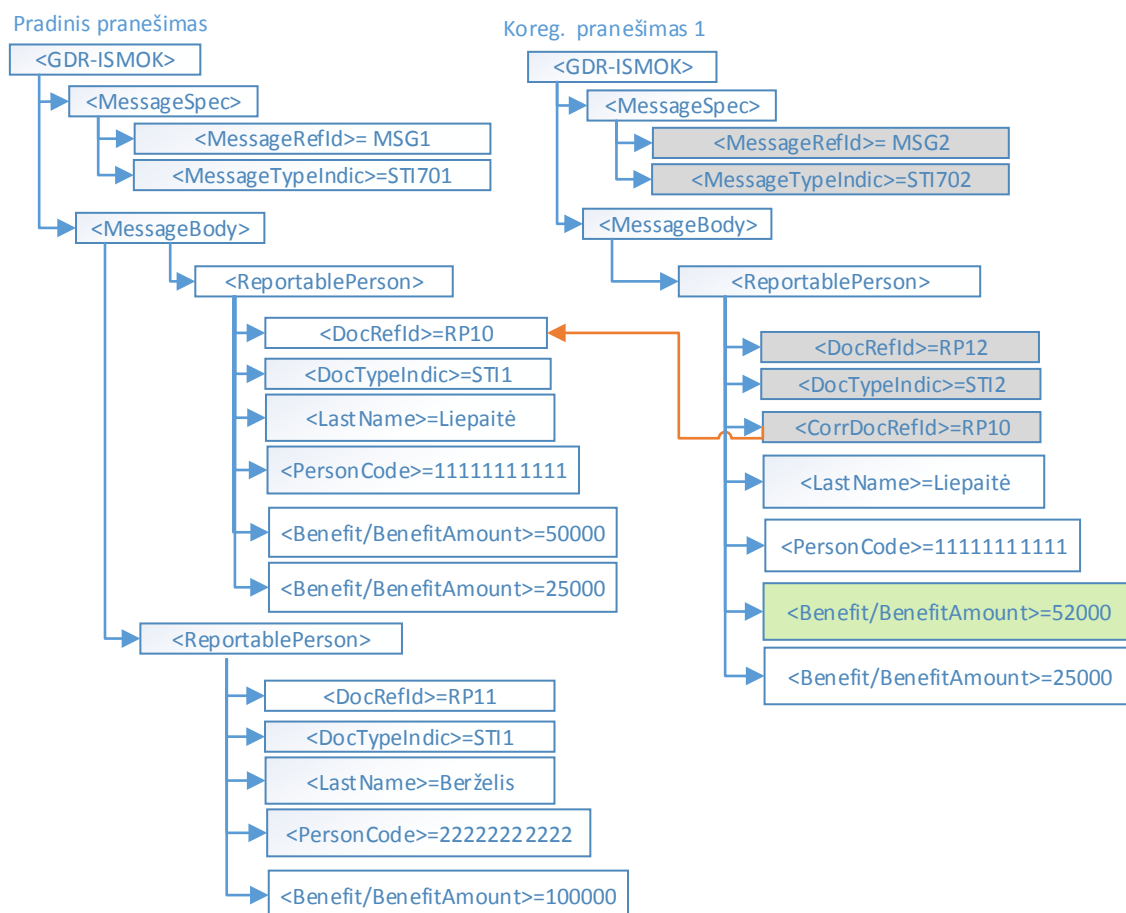 Pradinis pranešimas
<GDR-ISMOK>
<MessageSpec>
<MessageRefId>= MSG1
<MessageTypeIndic>=STI701
<MessageBody>
<ReportablePerson>
<DocRefId>=RP10
<DocTypeIndic>=STI1
<LastName>=Liepaitė
<PersonCode>=11111111111
<Benefit/BenefitAmount>=50000
<Benefit/BenefitAmount>=25000
<ReportablePerson>
<DocRefId>=RP11
<DocTypeIndic>=STI1
<LastName>=Berželis
<PersonCode>=22222222222
<Benefit/BenefitAmount>=100000
Koreg. pranešimas 1
<GDR-ISMOK>
<MessageSpec>
<MessageRefId>= MSG2
<MessageTypeIndic>=STI702
<MessageBody>
<ReportablePerson>
<DocRefId>=RP12
<DocTypeIndic>=STI2
<CorrDocRefId>=RP10
<LastName>=Liepaitė
<PersonCode>=11111111111
<Benefit/BenefitAmount>=52000
<Benefit/BenefitAmount>=25000